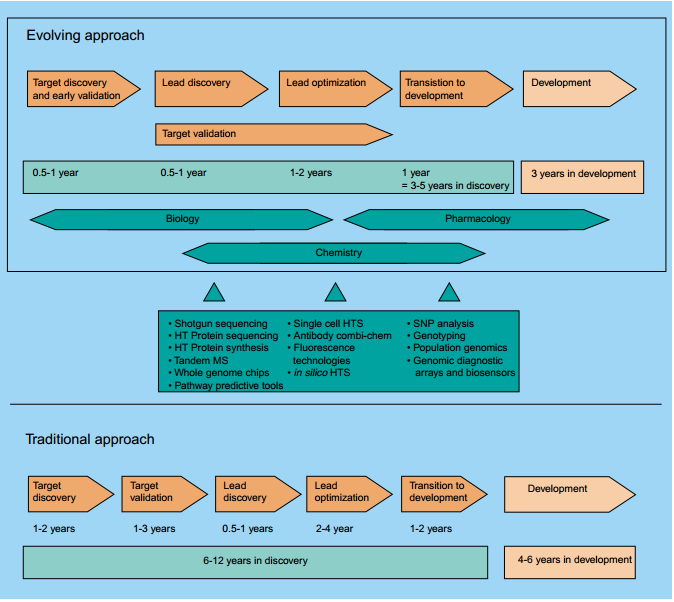 Evolving approach
Target discovery
and early validation
Lead discovery
Lead optimization
Transistion to
development
Development
Target validation
0.5-1 year
0.5-1 year
1-2 years
1 year
= 3-5 years in discovery
3 years in development
Biology
Pharmacology
Chemistry
• Shotgun sequencing
• HT Protein sequencing
• HT Protein synthesis
• Tandem MS
• Whole genome chips
• Pathway predictive tools
• Single cell HTS
• Antibody combi-chem
• Fluorescence
technologies
• in silico HTS
• SNP analysis
• Genotyping
• Population genomics
• Genomic diagnostic
arrays and biosensors
Traditional approach
Target
discovery
Target
validation
Lead
discovery
Lead
optimization
Transition to
development
Development
1-2 years
1-3 years
0.5-1 years
2-4 year
1-2 years
6-12 years in discovery
4-6 years in development